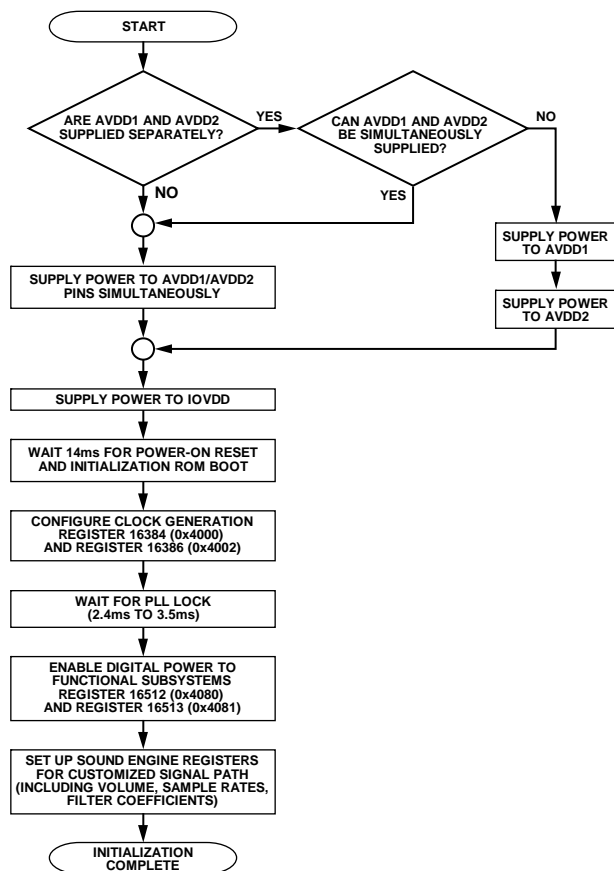 START
ARE AVDD1 AND AVDD2
SUPPLIED SEPARATELY?
YES
CAN AVDD1 AND AVDD2
BE SIMULTANEOUSLY
SUPPLIED?
NO
NO
YES
SUPPLY POWER
TO AVDD1
SUPPLY POWER TO AVDD1/AVDD2
PINS SIMULTANEOUSLY
SUPPLY POWER
TO AVDD2
SUPPLY POWER TO IOVDD
WAIT 14ms FOR POWER-ON RESET
AND INITIALIZATION ROM BOOT
CONFIGURE CLOCK GENERATION
REGISTER 16384 (0x4000)
AND REGISTER 16386 (0x4002)
WAIT FOR PLL LOCK
(2.4ms TO 3.5ms)
ENABLE DIGITAL POWER TO
FUNCTIONAL SUBSYSTEMS
REGISTER 16512 (0x4080)
AND REGISTER 16513 (0x4081)
SET UP SOUND ENGINE REGISTERS
FOR CUSTOMIZED SIGNAL PATH
(INCLUDING VOLUME, SAMPLE RATES,
FILTER COEFFICIENTS)
INITIALIZATION
COMPLETE